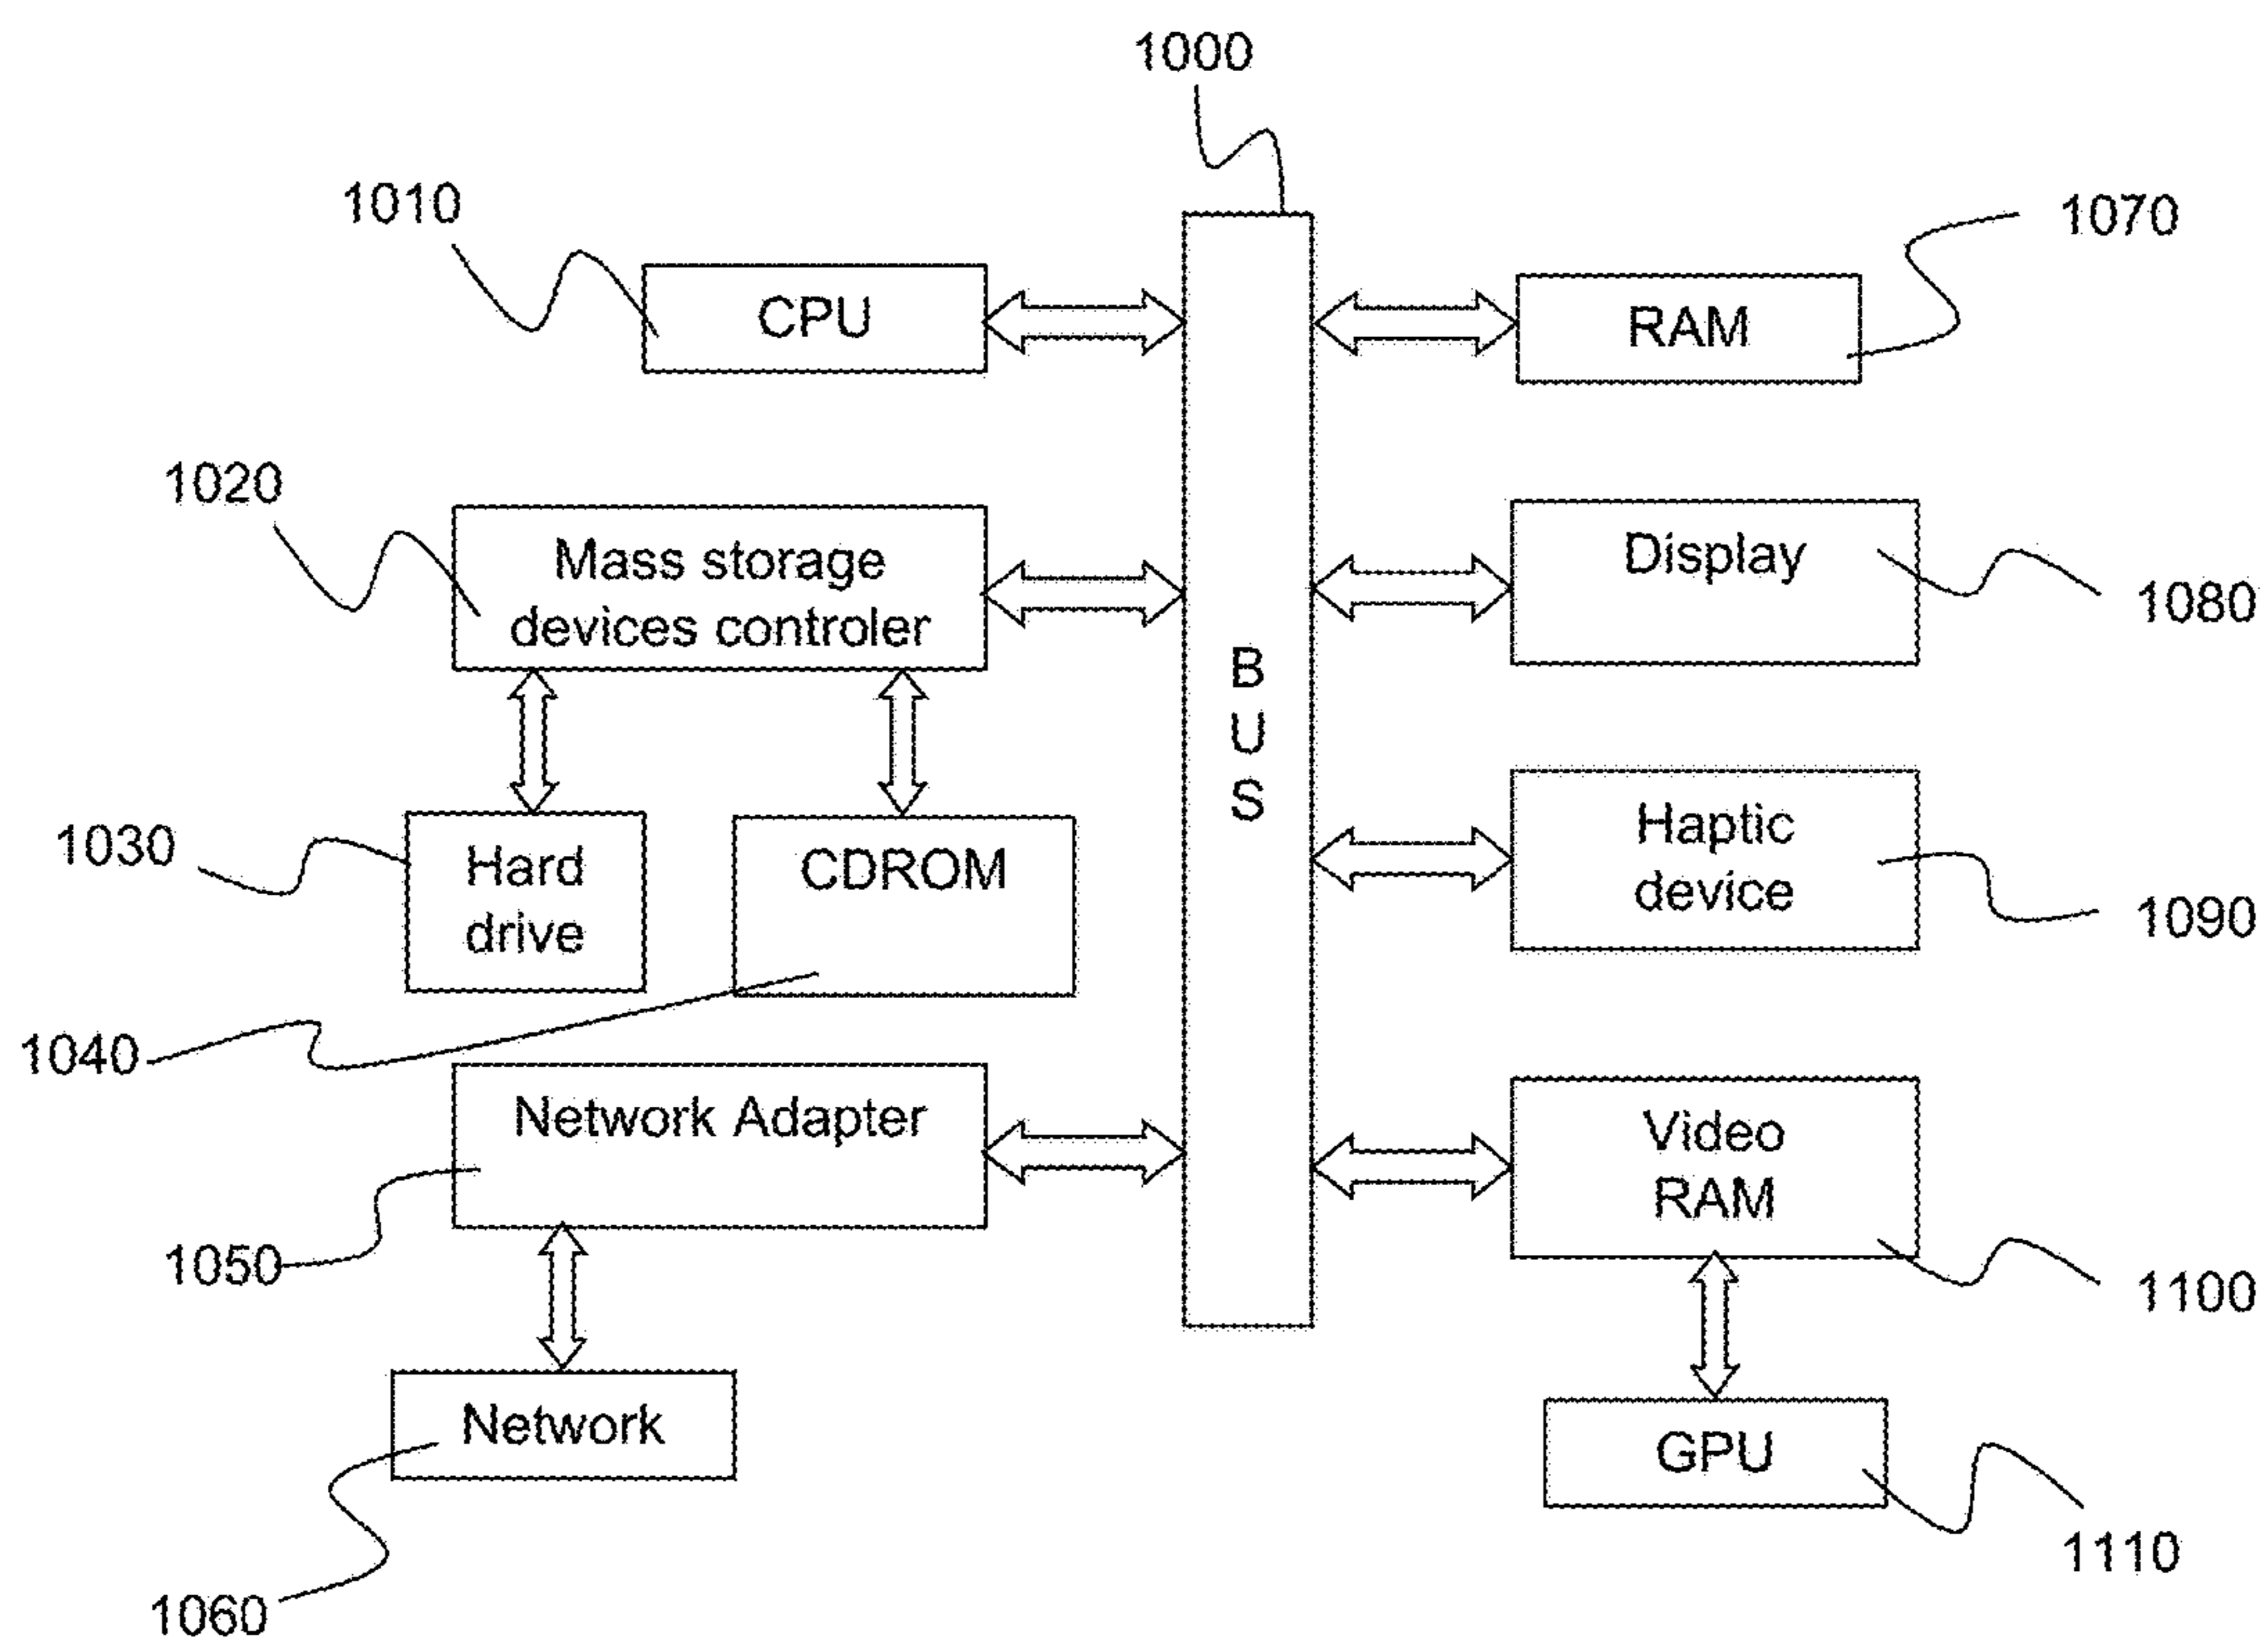 1000
1010
CPU
1070
RAM
1020
Mass storage
devices controler
Display
1080
B
U
S
1030
Hard
drive
CDROM
Haptic
device
1090
1040
Network Adapter
1050
Video
RAM
1100
Network
1060
GPU
1110